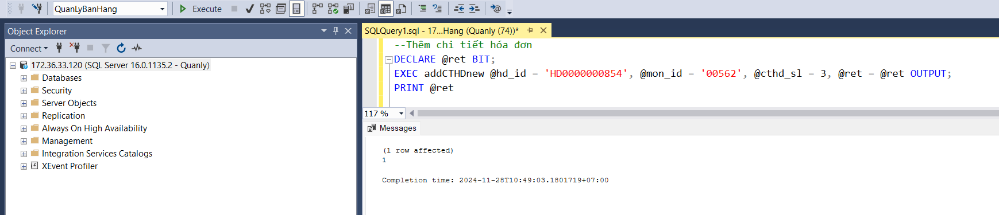 QuanLyBanHang
Execute
Object Explorer
Connect
172.36.33.120 (SQL Server 16.0.1135.2 - Quanly)
Databases
Security
Server Objects
Replication
Always On High Availability
Management
Integration Services Catalogs
XEvent Profiler
SQLQuery1.sql - 17...Hang (Quanly (74))*
--Thêm chi tiết hóa đơn
DECLARE @ret BIT;
EXEC addCTHDnew @hd_id = 'HD0000000854', @mon_id = '00562', @cthd_sl = 3, @ret = @ret OUTPUT;
PRINT @ret
117 %
Messages
(1 row affected)
1
Completion time: 2024-11-28T10:49:03.1801719+07:00